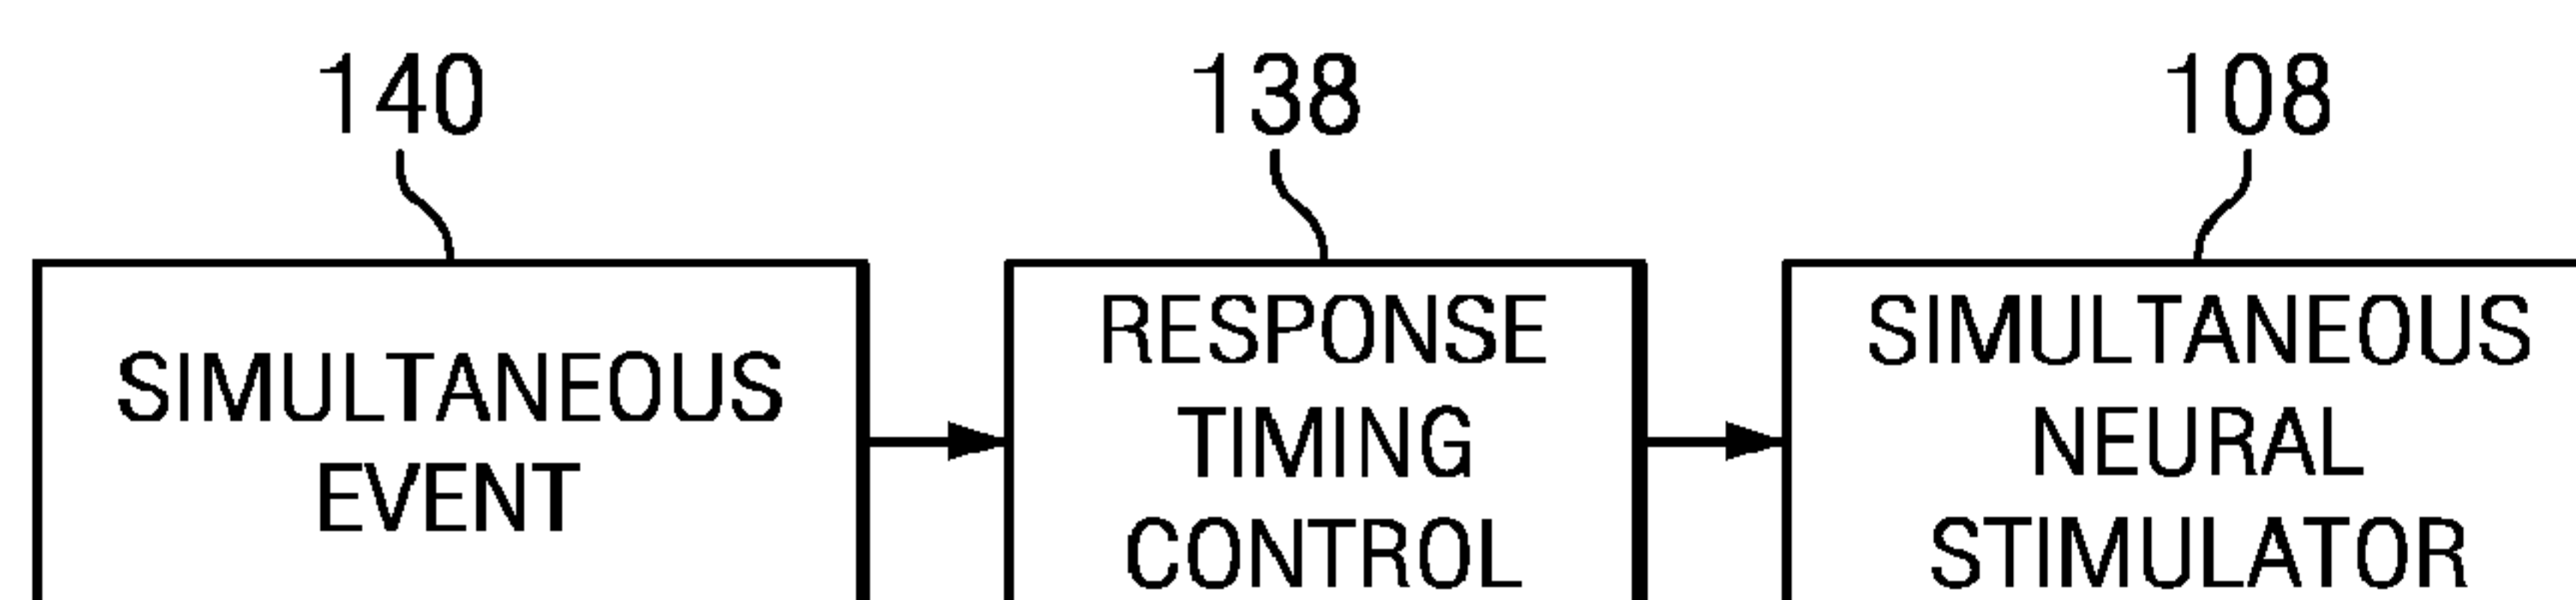 140
138
108
SIMULTANEOUS
EVENT
RESPONSE
TIMING
CONTROL
SIMULTANEOUS
NEURAL
STIMULATOR